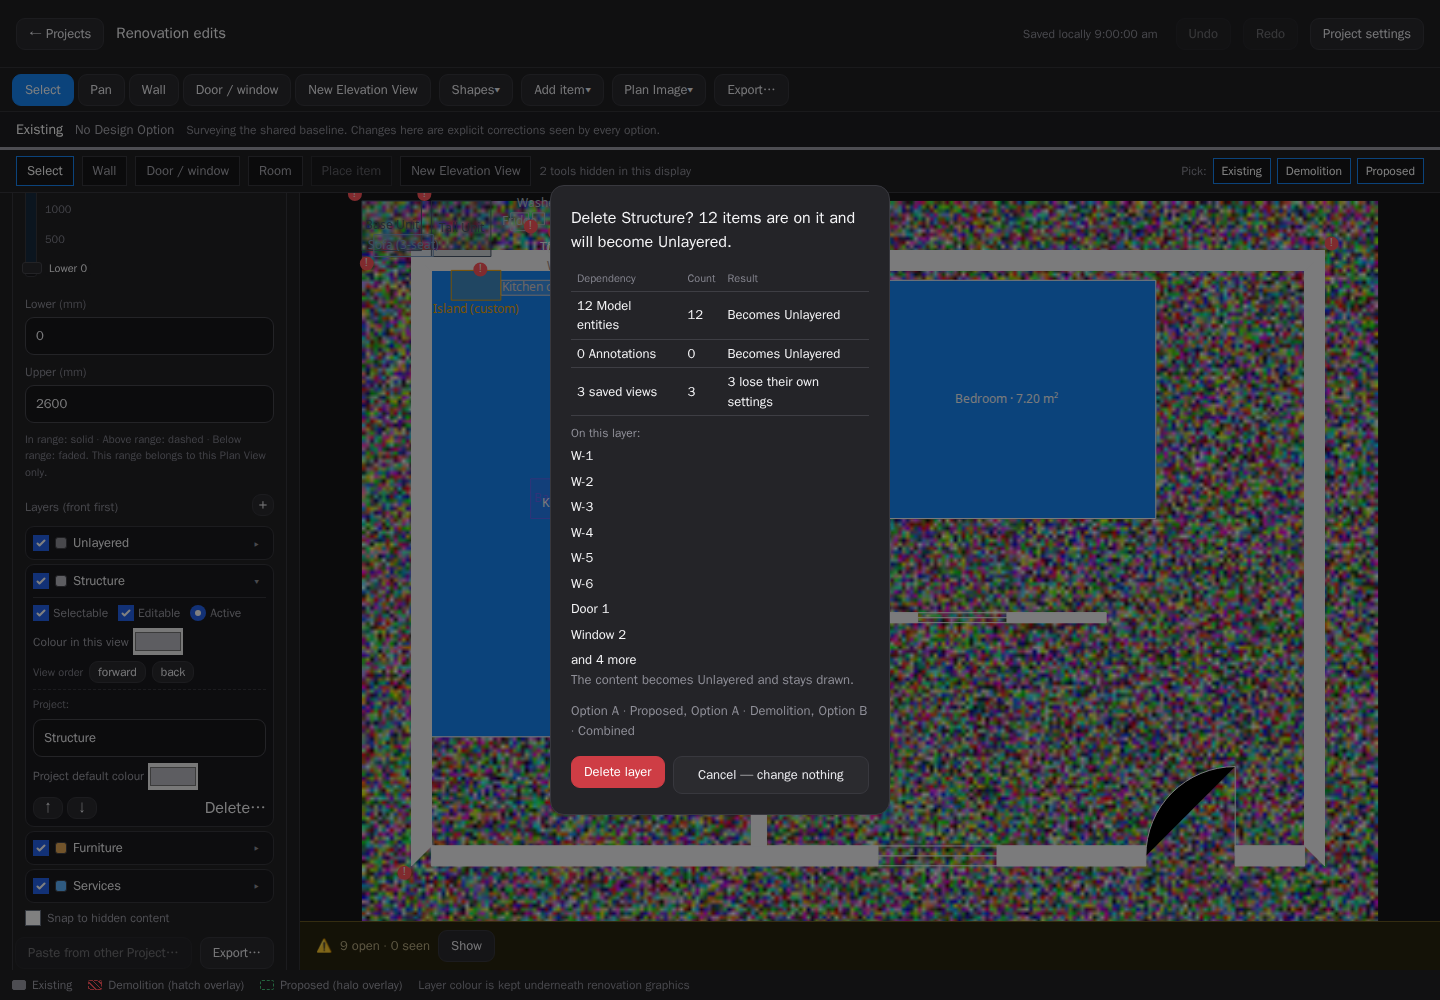 ← Projects
Renovation edits
Saved locally 9:00:00 am
Undo
Redo
Project settings
Select
Pan
Wall
Door / window
New Elevation View
Shapes▾
Add item▾
Plan Image▾
Export⋯
Existing
No Design Option
Surveying the shared baseline. Changes here are explicit corrections seen by every option.
Select
Wall
Door / window
Room
Place item
New Elevation View
2 tools hidden in this display
Pick:
Existing
Demolition
Proposed
1000
500
Lower 0
Lower (mm)
0
Upper (mm)
2600
In range: solid · Above range: dashed · Below
range: faded. This range belongs to this Plan View
only.
Layers (front first)
+
Unlayered
Structure
Selectable
Editable
Active
Colour in this view
View order
forward
back
Project:
Structure
Project default colour
↑
↓
Delete⋯
Furniture
Services
Snap to hidden content
Paste from other Project⋯
Export⋯
Island (custom)
Kitchen
Bedroom · 7.20 m²
Delete Structure? 12 items are on it and
will become Unlayered.
Dependency
Count
Result
12 Model
entities
12
Becomes Unlayered
0 Annotations
0
Becomes Unlayered
3 saved views
3
3 lose their own
settings
On this layer:
W-1
W-2
W-3
W-4
W-5
W-6
Door 1
Window 2
and 4 more
The content becomes Unlayered and stays drawn.
Option A · Proposed, Option A · Demolition, Option B
· Combined
Delete layer
Cancel — change nothing
9 open · 0 seen
Show
Existing
Demolition (hatch overlay)
Proposed (halo overlay)
Layer colour is kept underneath renovation graphics